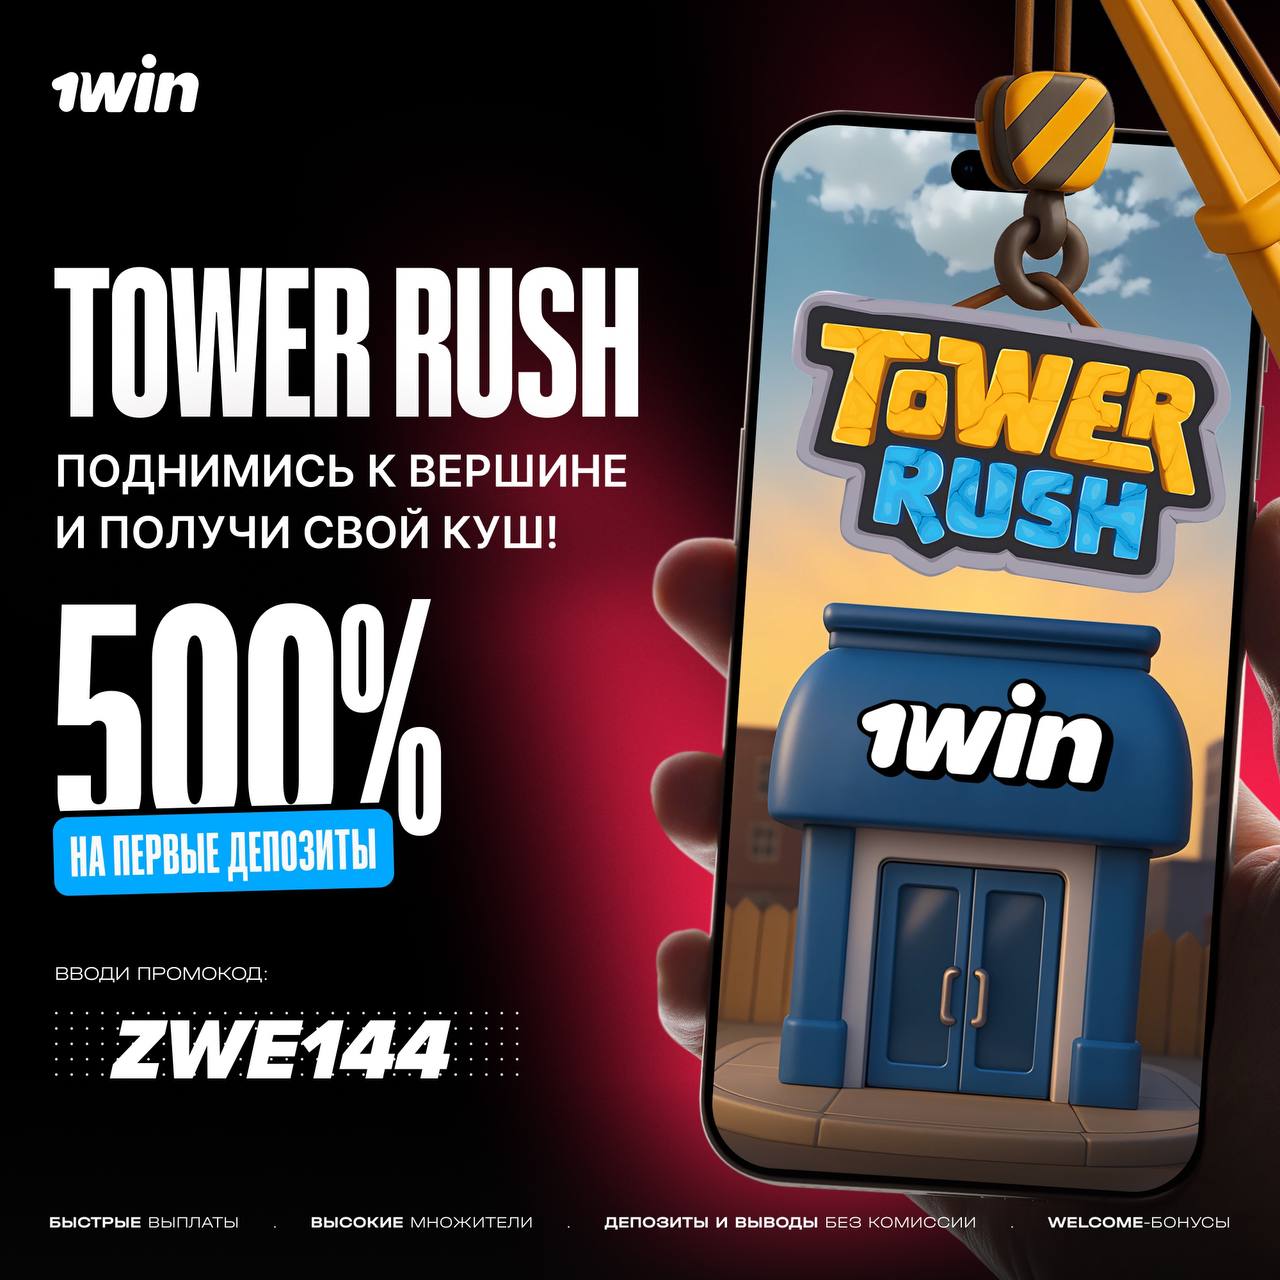 1win
TOWER RUSH
ПОДНИМИСЬ К ВЕРШИНЕ
И ПОЛУЧИ СВОЙ КУШ!
500%
НА ПЕРВЫЕ ДЕПОЗИТЫ
ВВОДИ ПРОМОКОД:
ZWE144
TOWER
RUSH
1win
БЫСТРЫЕ ВЫПЛАТЫ . ВЫСОКИЕ МНОЖИТЕЛИ . ДЕПОЗИТЫ И ВЫВОДЫ БЕЗ КОМИССИИ . WELCOME-БОНУСЫ